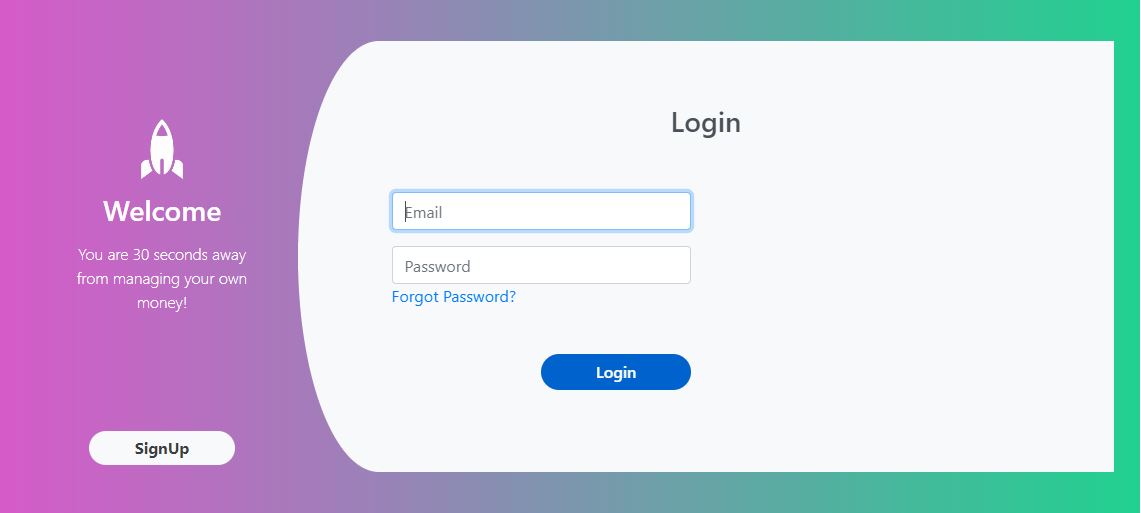 Welcome
You are 30 seconds away
from managing your own
money!
SignUp
Login
Email
Password
Forgot Password?
Login